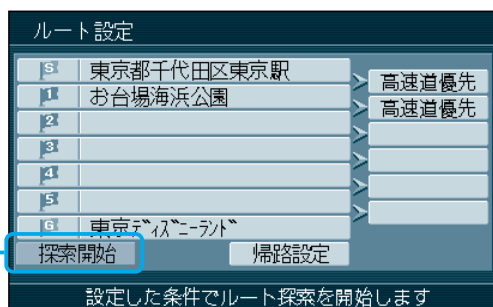 ルート設定
S 東京都千代田区東京駅
高速道優先
1 お台場海浜公園
高速道優先
2
3
4
5
G 東京ﾃﾞｨｽﾞﾆｰﾗﾝﾄﾞ
探索開始 帰路設定
設定した条件でルート探索を開始します